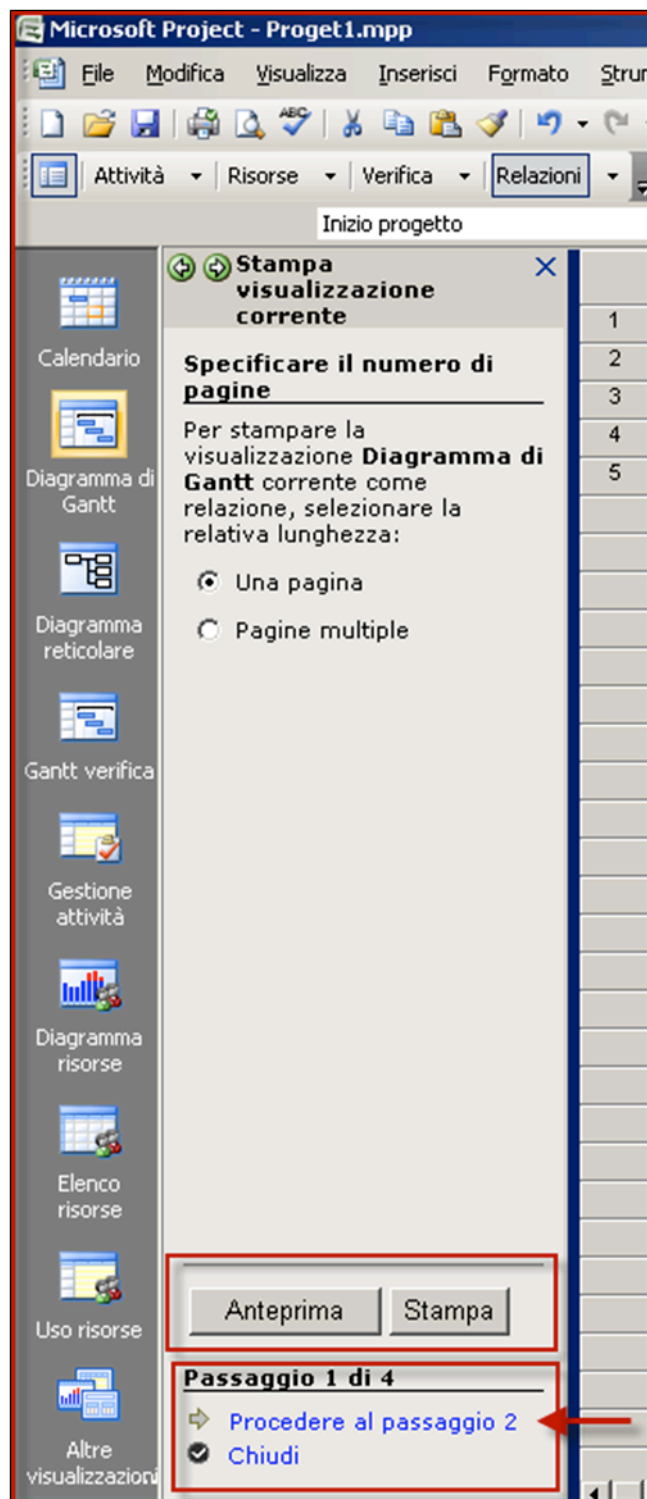 Microsoft Project - Proget1.mpp
File Modifica Visualizza Inserisci Formato Strur
ABC
Attività Risorse Verifica Relazioni
Inizio progetto
Calendario
Diagramma di
Gantt
Diagramma
reticolare
Gantt verifica
Gestione
attività
Diagramma
risorse
Elenco
risorse
Uso risorse
Altre
visualizzazioni
Stampa
visualizzazione
corrente
Specificare il numero di
pagine
Per stampare la
visualizzazione Diagramma di
Gantt corrente come
relazione, selezionare la
relativa lunghezza:
Una pagina
Pagine multiple
Anteprima Stampa
Passaggio 1 di 4
Procedere al passaggio 2
Chiudi
1
2
3
4
5